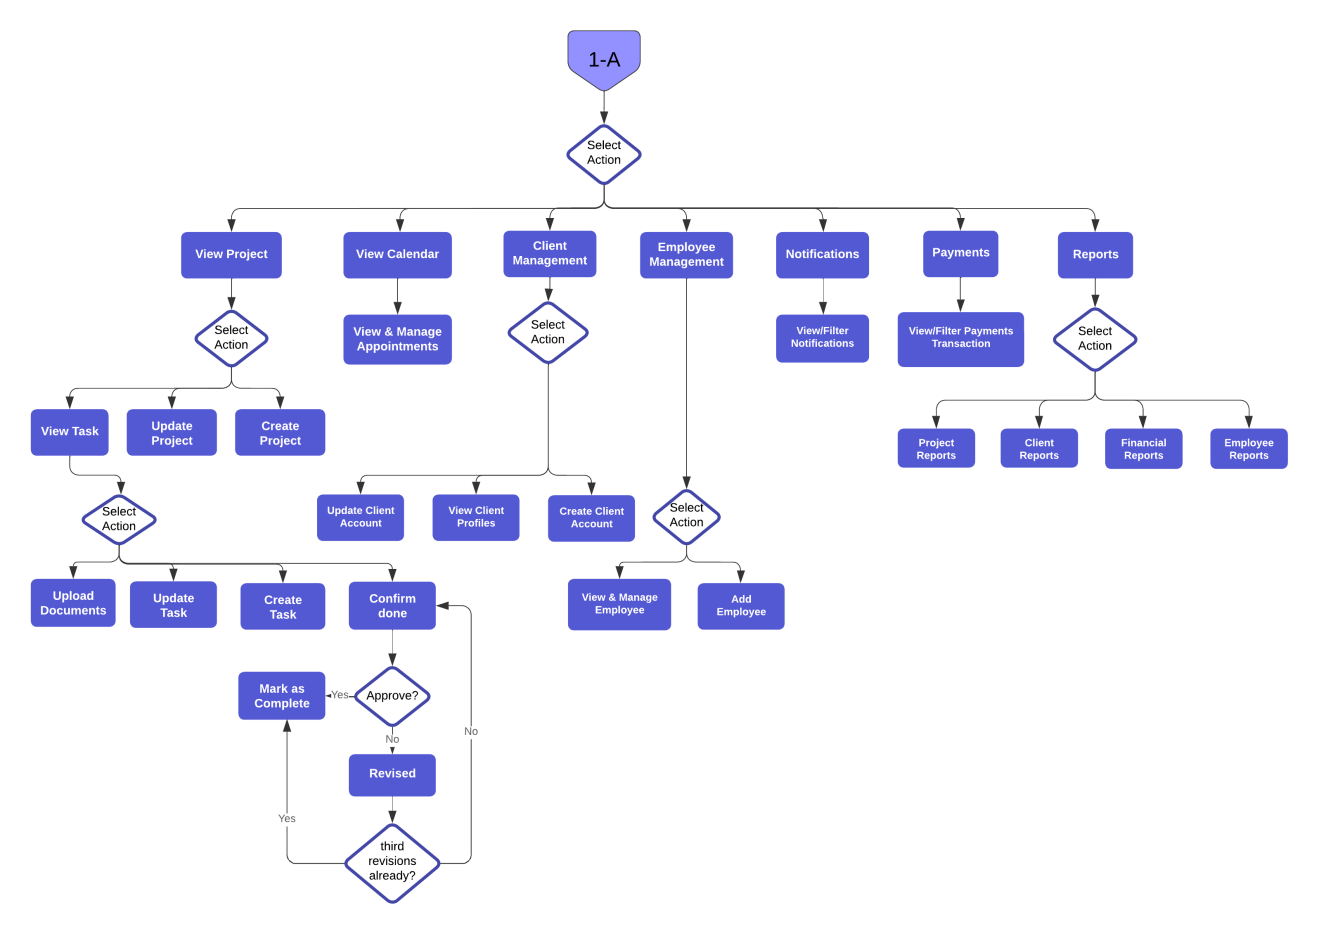 1-A
Select
Action
View Project
View Calendar
Client
Management
Employee
Management
Notifications
Payments
Reports
Select
Action
View & Manage
Appointments
Select
Action
View/Filter
Notifications
View/Filter Payments
Transaction
Select
Action
View Task
Update
Project
Create
Project
Project
Reports
Client
Reports
Financial
Reports
Employee
Reports
Select
Action
Update Client
Account
View Client
Profiles
Create Client
Account
Select
Action
Upload
Documents
Update
Task
Create
Task
Confirm
done
View & Manage
Employee
Add
Employee
Mark as
Complete
Yes
Approve?
No
No
Revised
Yes
third
revisions
already?